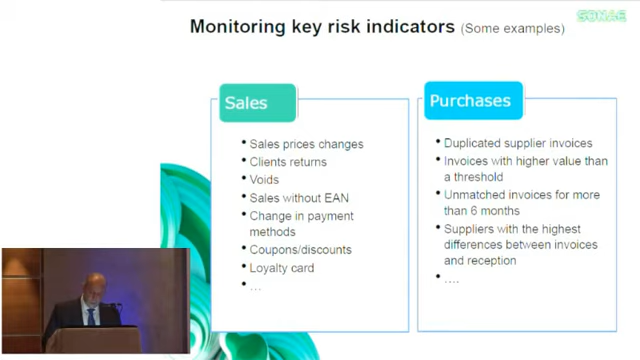 SONAE
Monitoring key risk indicators (Some examples)
Sales
• Sales prices changes
• Clients returns
• Voids
• Sales without EAN
• Change in payment
methods
• Coupons/discounts
• Loyalty card
• ...
Purchases
• Duplicated supplier invoices
• Invoices with higher value than
a threshold
• Unmatched invoices for more
than 6 months
• Suppliers with the highest
differences between invoices
and reception
• ....